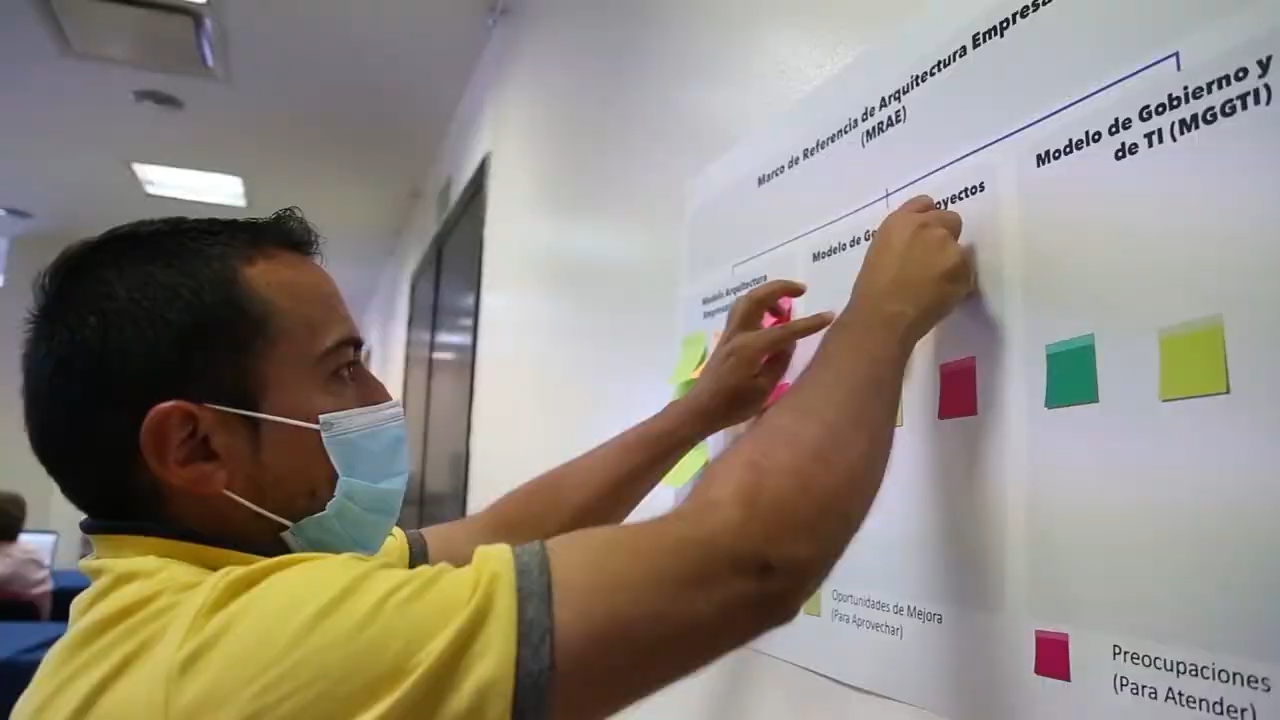 Marco de Referencia de Arquitectura Empresa
(MRAE)
Modelo de Gobierno y
de TI (MGGTI)
Modelo de Go oyectos
Modelo Arquitectura
Oportunidades de Mejora
(Para Aprovechar)
Preocupaciones
(Para Atender)